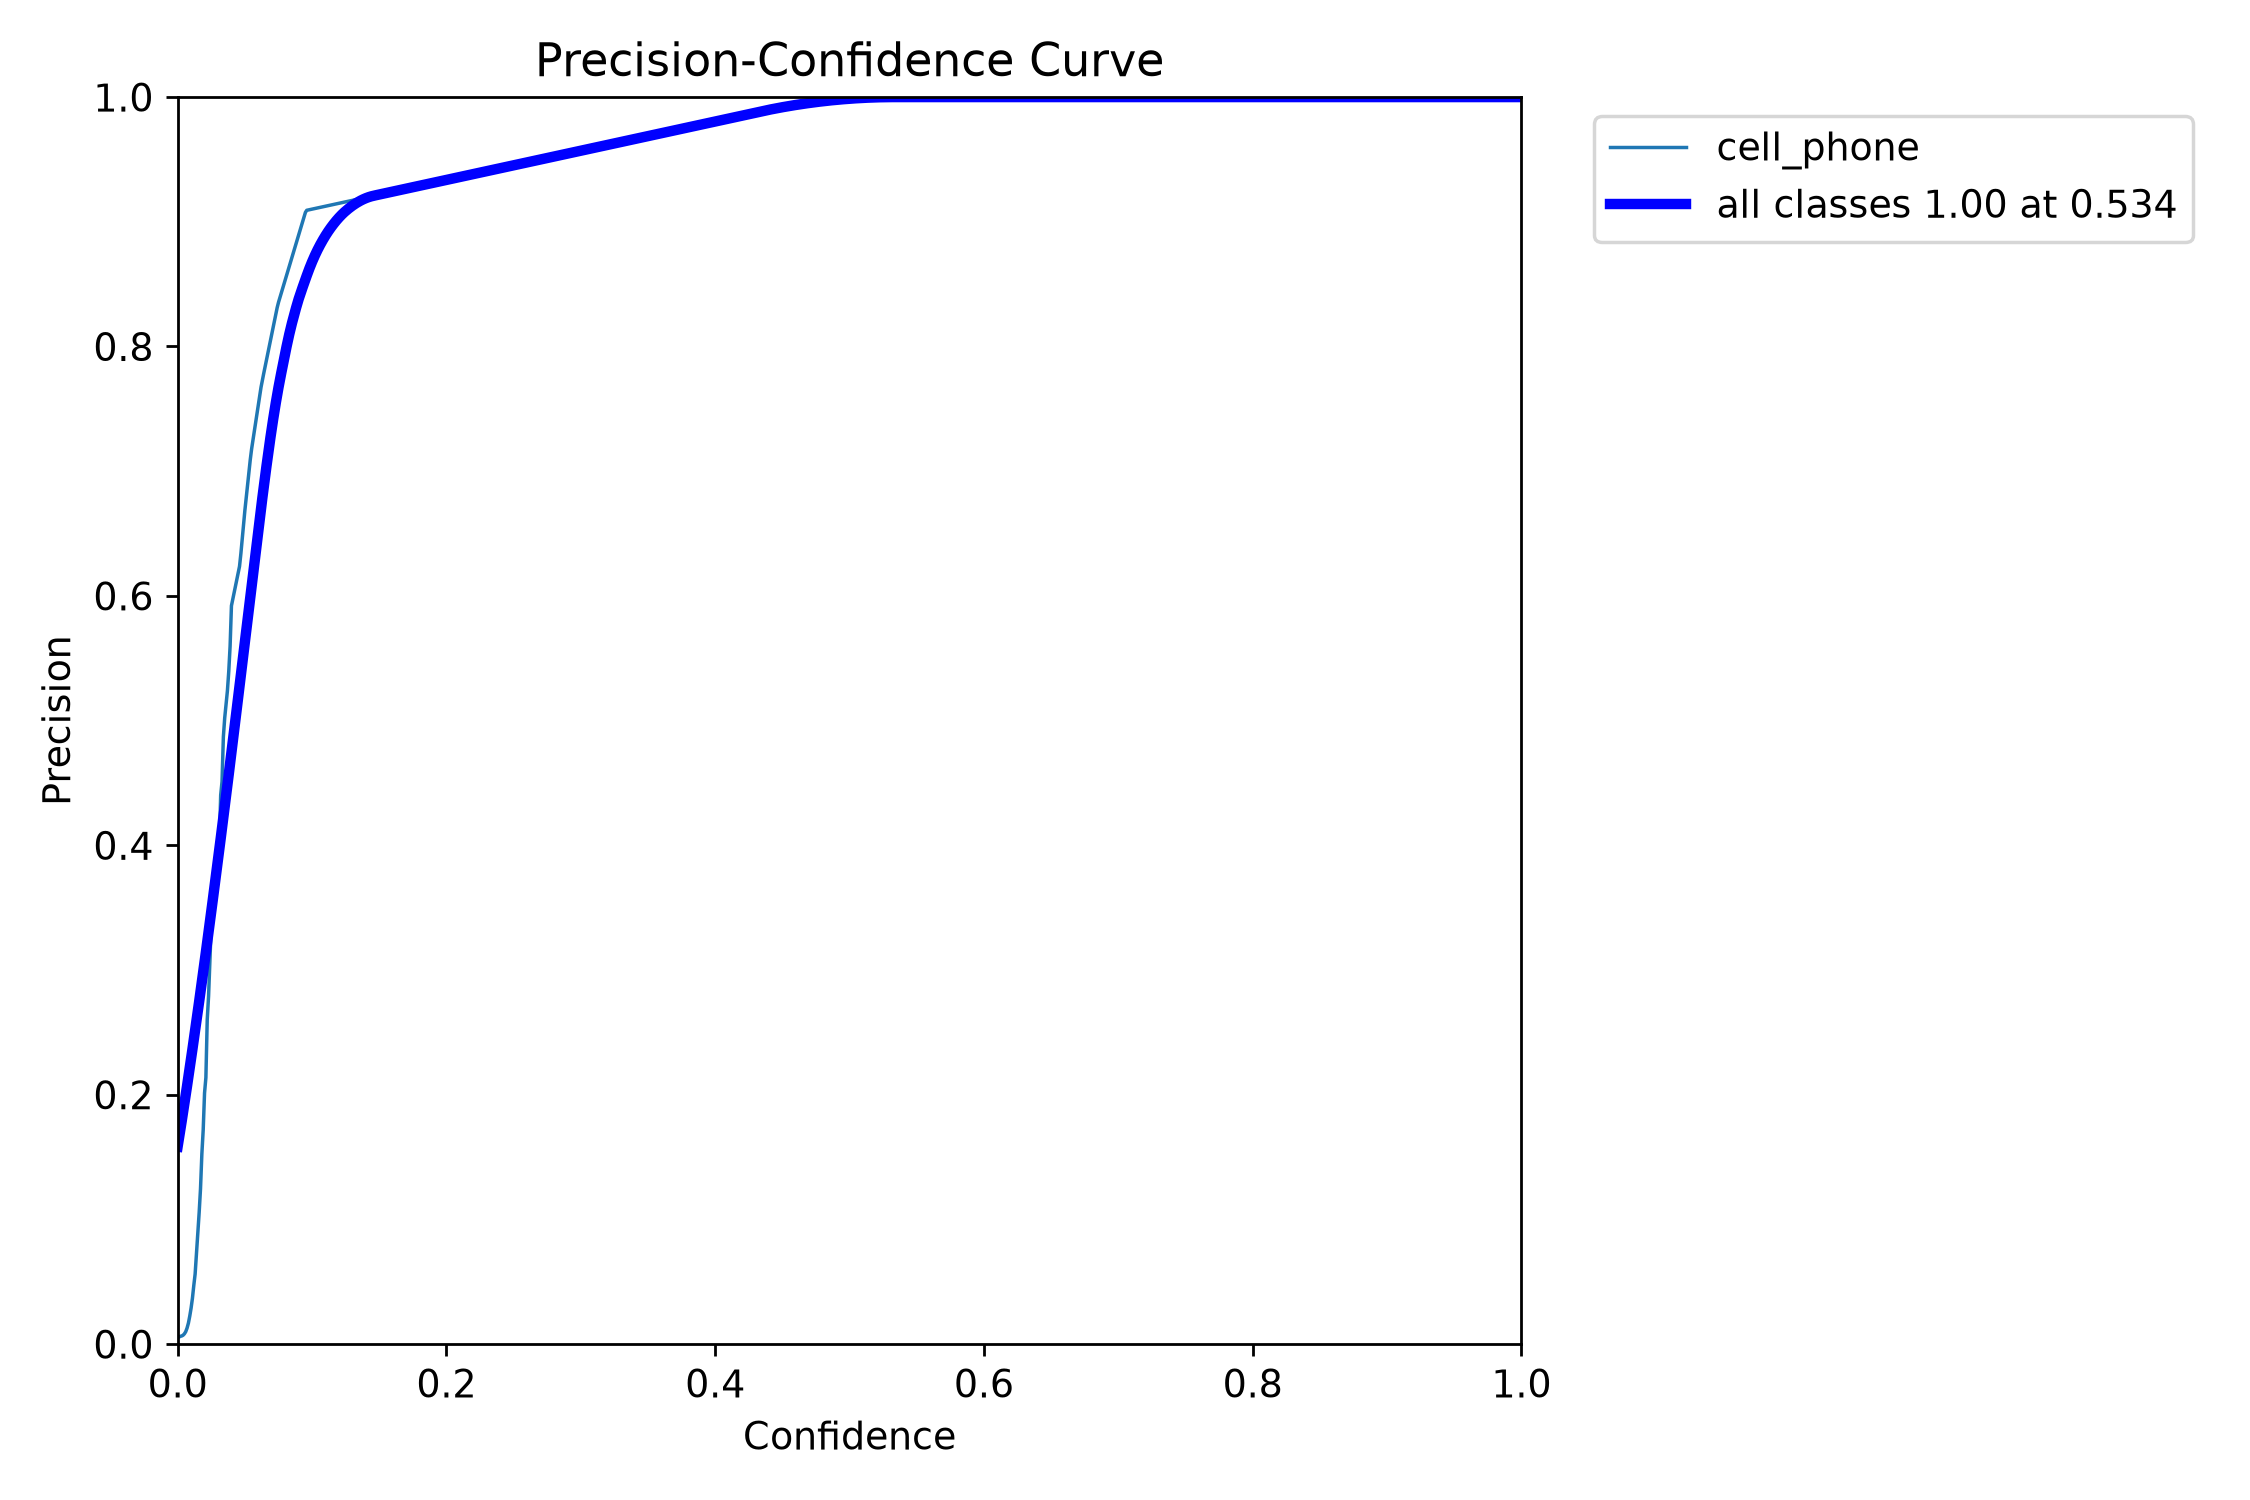 Precision-Confidence Curve
1.0
0.8
0.6
0.4
0.2
0.0
Precision
0.0 0.2 0.4 0.6 0.8 1.0
Confidence
cell_phone
all classes 1.00 at 0.534